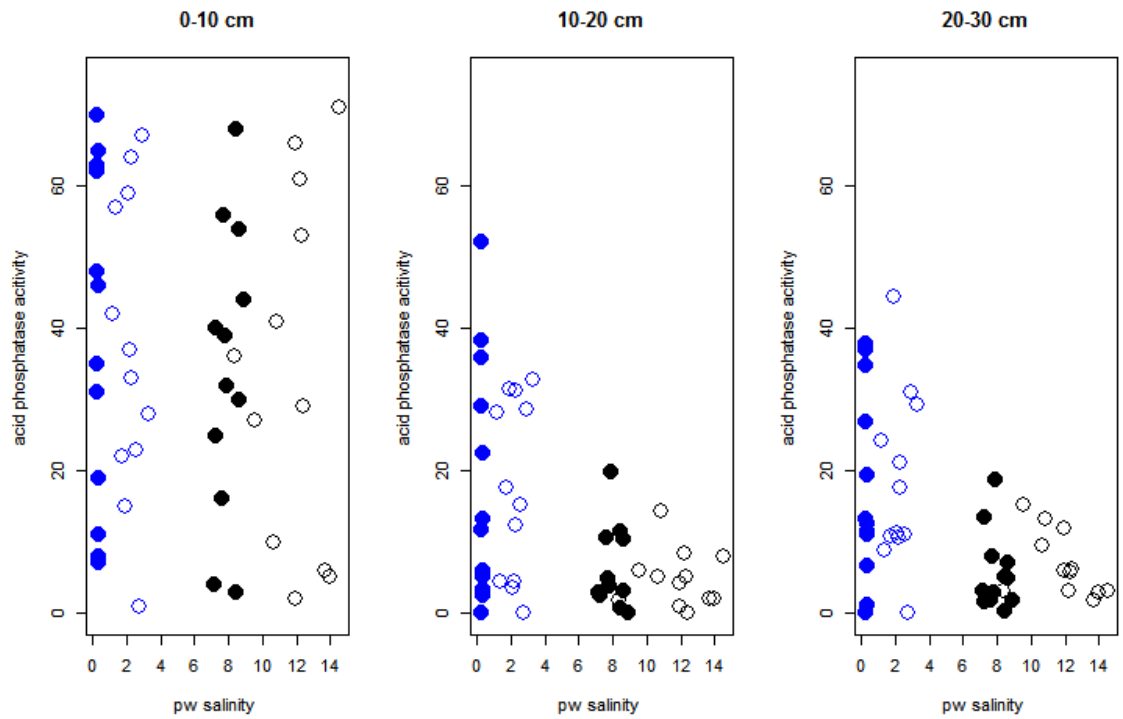 0-10 cm
10-20 cm
20-30 cm
acid phosphatase acitivity
0
20
40
60
0 2 4 6 8 10 12 14
pw salinity
acid phosphatase acitivity
0
20
40
60
0 2 4 6 8 10 12 14
pw salinity
acid phosphatase acitivity
0
20
40
60
0 2 4 6 8 10 12 14
pw salinity